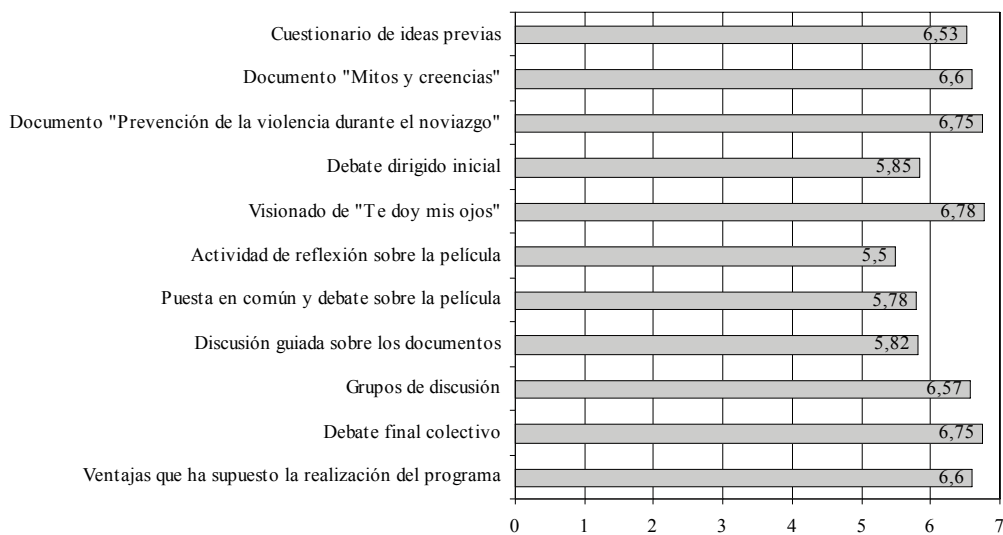 Cuestionario de ideas previas 6,53
Documento "Mitos y creencias" 6,6
Documento "Prevención de la violencia durante el noviazgo" 6,75
Debate dirigido inicial 5,85
Visionado de "Te doy mis ojos" 6,78
Actividad de reflexión sobre la película 5,5
Puesta en común y debate sobre la película 5,78
Discusión guiada sobre los documentos 5,82
Grupos de discusión 6,57
Debate final colectivo 6,75
Ventajas que ha supuesto la realización del programa 6,6
0 1 2 3 4 5 6 7